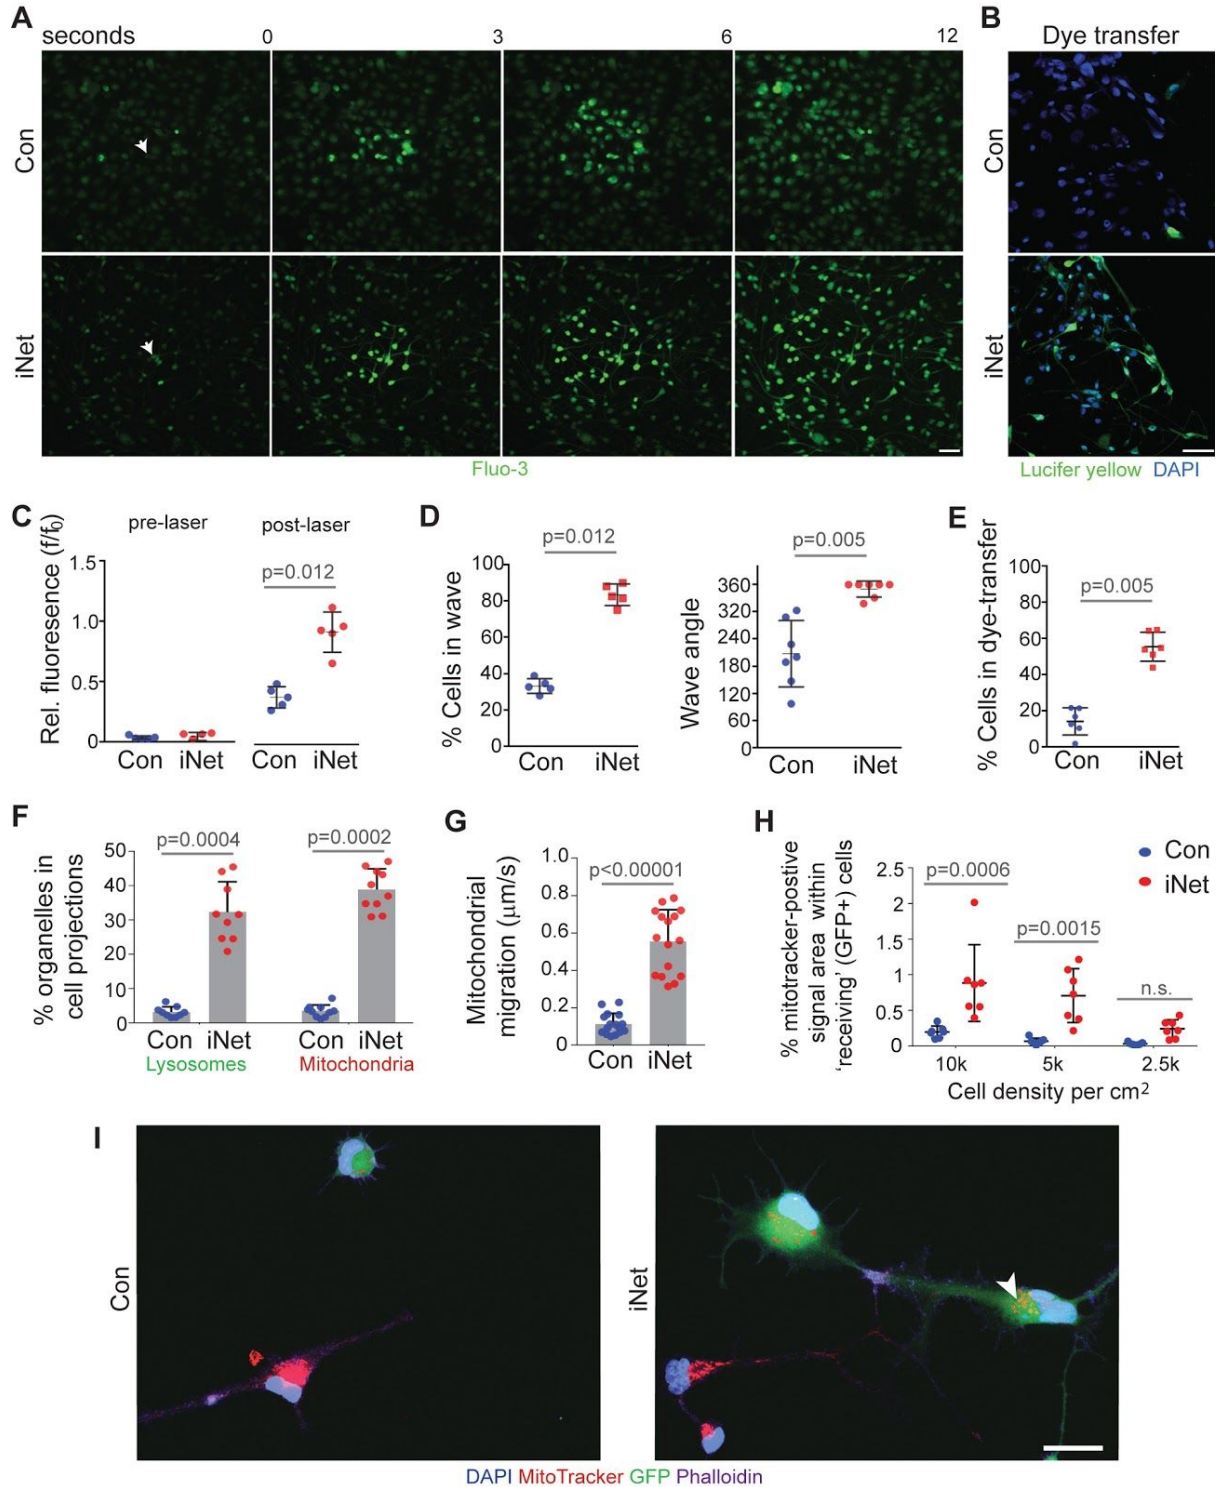 A
B
seconds 0 3 6 12
Dye transfer
Con
Con
iNet
iNet
Fluo-3
Lucifer yellow DAPI
C
pre-laser
post-laser
Rel. fluoresence (f/f0)
1.5
1.0
0.5
0
p=0.012
Con iNet
Con iNet
D
% Cells in wave
100
80
60
40
20
0
p=0.012
Con iNet
Wave angle
360
320
240
180
120
60
0
p=0.005
Con iNet
E
% Cells in dye-transfer
100
80
60
40
20
0
p=0.005
Con iNet
F
% organelles in
cell projections
50
40
30
20
10
0
p=0.0004
p=0.0002
Con iNet Con iNet
Lysosomes Mitochondria
G
Mitochondrial
migration (μm/s)
1.0
0.8
0.6
0.4
0.2
0
p<0.00001
Con iNet
H
% mitotracker-postive
signal area within
‘receiving’ (GFP+) cells
2.5
2
1.5
1
0.5
0
p=0.0006
p=0.0015
n.s.
Con
iNet
10k 5k 2.5k
Cell density per cm2
I
Con
iNet
DAPI MitoTracker GFP Phalloidin